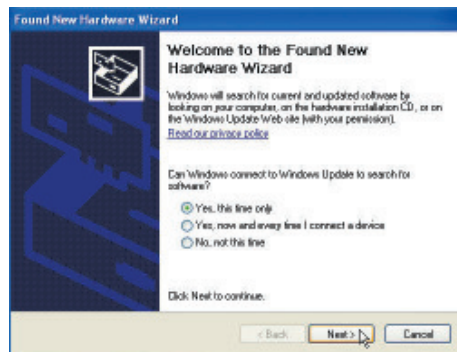 Found New Hardware Wizard
Welcome to the Found New
Hardware Wizard
Windows will search for current and updated software by
looking on your computer, on the hardware installation CD, or on
the Windows Update Web site (with your permission).
Read our privacy policy
Can Windows connect to Windows Update to search for
software?
Yes, this time only
Yes, now and every time I connect a device
No, not this time
Click Next to continue.
< Back
Next >
Cancel